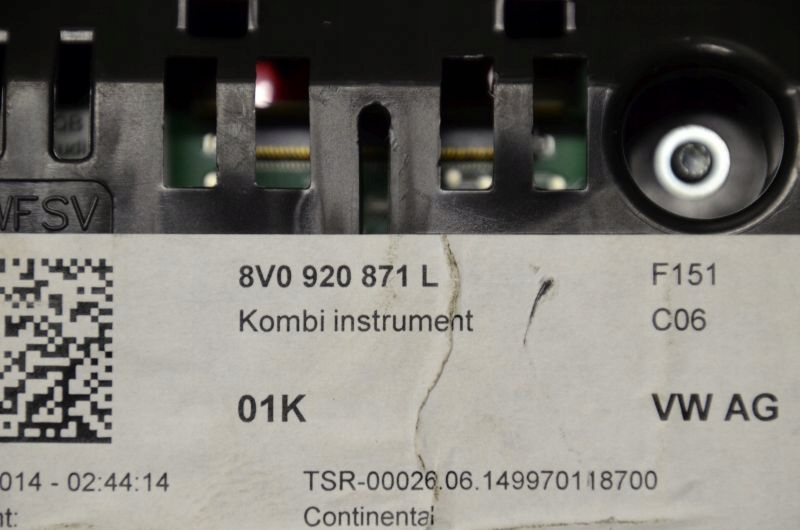 WFSV
8V0 920 871 L F151
Kombi instrument C06
01K VW AG
014 - 02:44:14 TSR-00026.06.149970118700
Continental